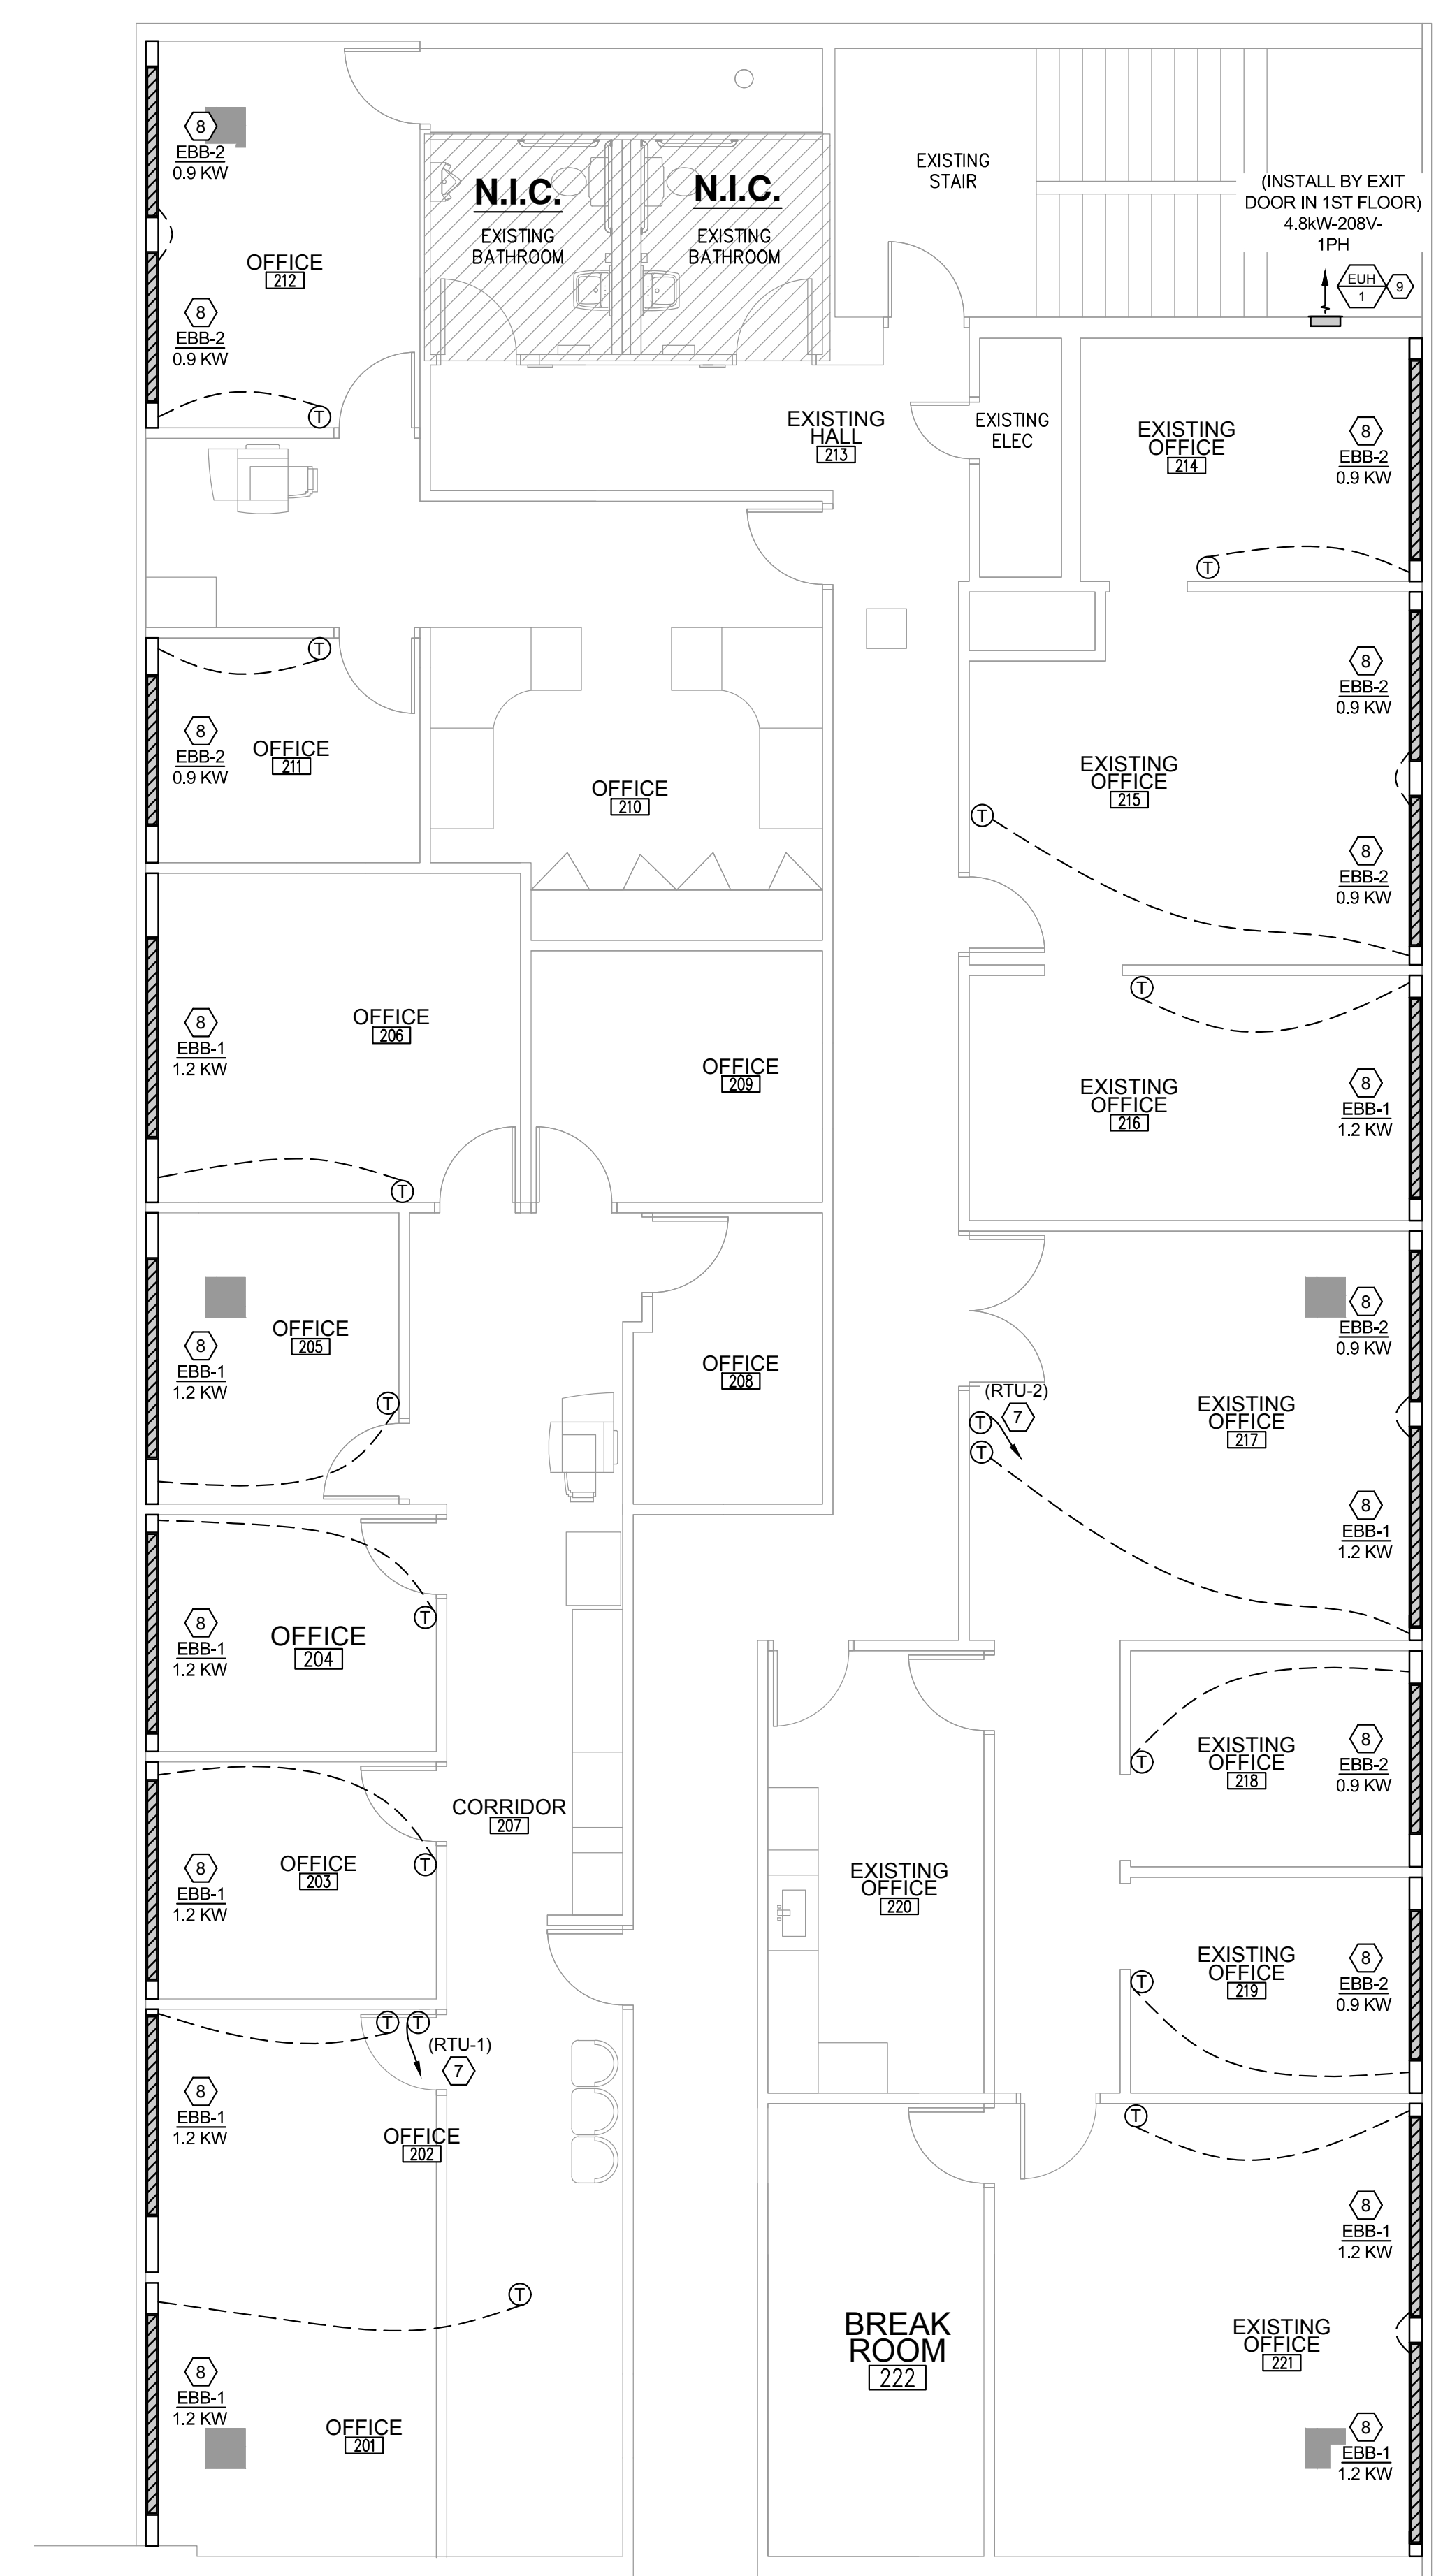 8
EBB-2
0.9 KW
N.I.C.
EXISTING
BATHROOM
N.I.C.
EXISTING
BATHROOM
EXISTING
STAIR
(INSTALL BY EXIT
DOOR IN 1ST FLOOR)
4.8kW-208V-
1PH
EUH
1
9
OFFICE
212
8
EBB-2
0.9 KW
T
EXISTING
HALL
213
EXISTING
ELEC
EXISTING
OFFICE
214
8
EBB-2
0.9 KW
T
T
8
EBB-2
0.9 KW
OFFICE
211
OFFICE
210
8
EBB-2
0.9 KW
EXISTING
OFFICE
215
T
8
EBB-2
0.9 KW
8
EBB-1
1.2 KW
OFFICE
206
T
OFFICE
209
T
EXISTING
OFFICE
216
8
EBB-1
1.2 KW
OFFICE
205
8
EBB-1
1.2 KW
T
OFFICE
208
8
EBB-2
0.9 KW
(RTU-2)
7
T
T
EXISTING
OFFICE
217
8
EBB-1
1.2 KW
8
EBB-1
1.2 KW
OFFICE
204
T
EXISTING
OFFICE
218
T
8
EBB-2
0.9 KW
CORRIDOR
207
8
EBB-1
1.2 KW
OFFICE
203
T
EXISTING
OFFICE
220
EXISTING
OFFICE
219
T
8
EBB-2
0.9 KW
T
T
(RTU-1)
7
8
EBB-1
1.2 KW
OFFICE
202
T
8
EBB-1
1.2 KW
T
8
EBB-1
1.2 KW
OFFICE
201
BREAK
ROOM
222
EXISTING
OFFICE
221
8
EBB-1
1.2 KW